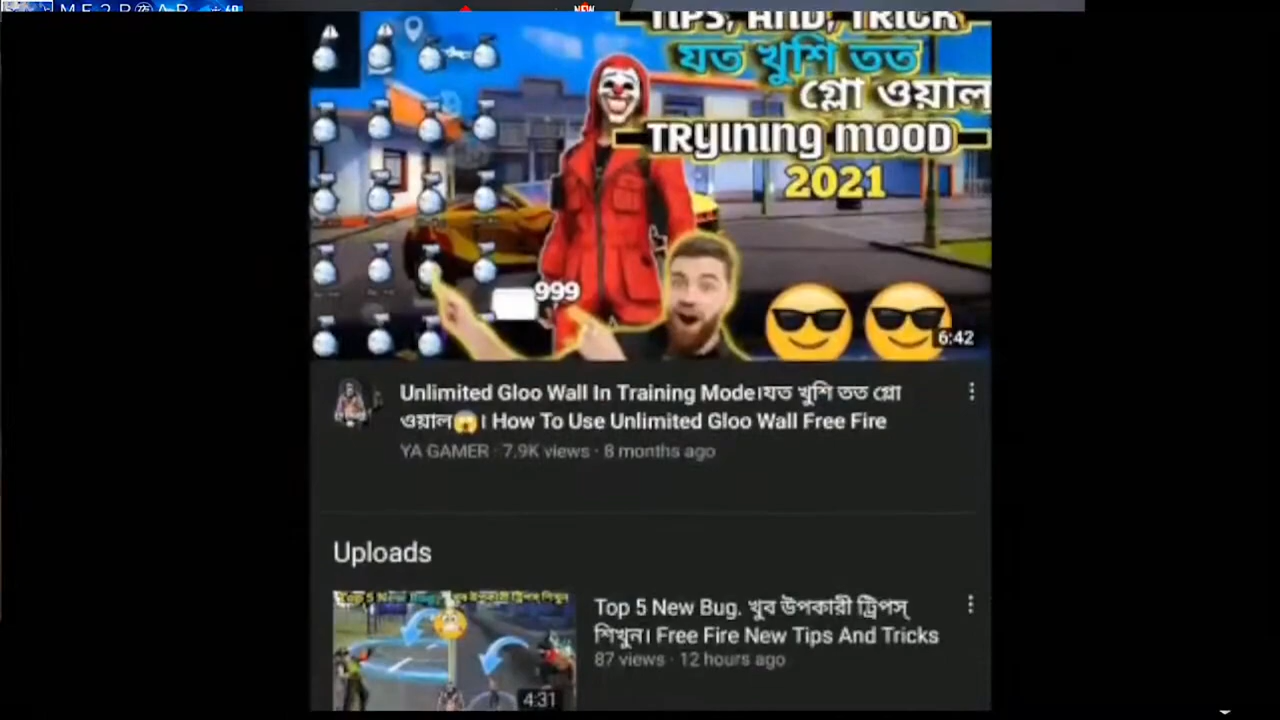 NEW
TIPS, AND, TRICK
যত খুশি তত
গ্লো ওয়াল
TRYINING MOOD
2021
999
6:42
Unlimited Gloo Wall In Training Mode।যত খুশি তত গ্লো
ওয়াল😱। How To Use Unlimited Gloo Wall Free Fire
YA GAMER · 7.9K views · 8 months ago
Uploads
4:31
Top 5 New Bug. খুব উপকারী ট্রিপস্
শিখুন। Free Fire New Tips And Tricks
87 views · 12 hours ago